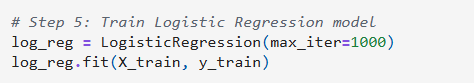 # Step 5: Train Logistic Regression model
log_reg = LogisticRegression(max_iter=1000)
log_reg.fit(X_train, y_train)